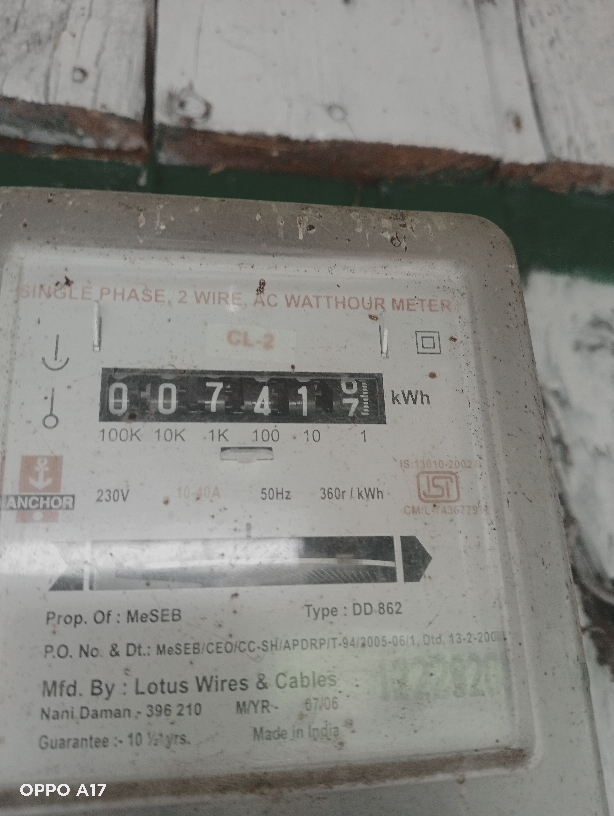 SINGLE PHASE, 2 WIRE, AC WATTHOUR METER
CL-2
0 0 7 4 1 7 kWh
100K 10K 1K 100 10 1
IS:13010-2002
ANCHOR 230V 10-40A 50Hz 360r / kWh ISI
Prop. Of : MeSEB Type : DD 862
P.O. No. & Dt.: MeSEB/CEO/CC-SH/APDRP/T-94/2005-06/1, Dtd. 13-2-200
Mfd. By : Lotus Wires & Cables
Nani Daman - 396 210 M/YR - 07/06
Guarantee :- 10 ½ yrs. Made in India
OPPO A17